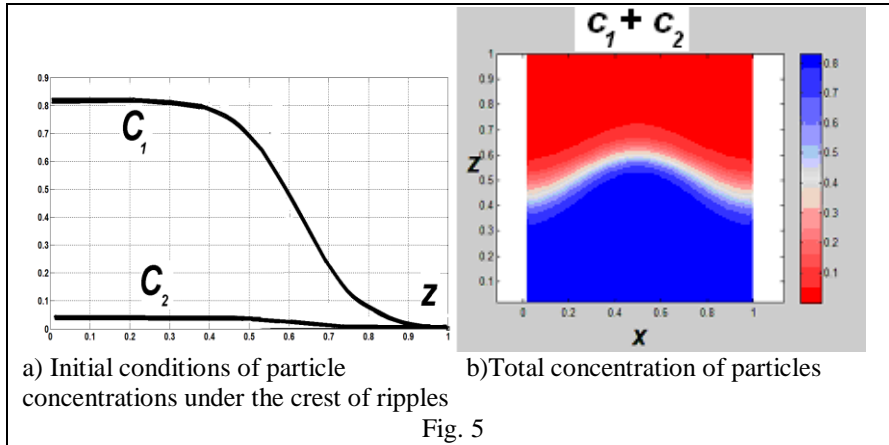 C1 + C2
0.9
0.8
0.7
0.6
0.5
0.4
0.3
0.2
0.1
0
C1
C2
z
0 0.1 0.2 0.3 0.4 0.5 0.6 0.7 0.8 0.9 1
1
0.9
0.8
0.7
0.6
0.5
0.4
0.3
0.2
0.1
z
0 0.2 0.4 0.6 0.8 1
x
0.8
0.7
0.6
0.5
0.4
0.3
0.2
0.1
a) Initial conditions of particle
concentrations under the crest of ripples
b)Total concentration of particles
Fig. 5